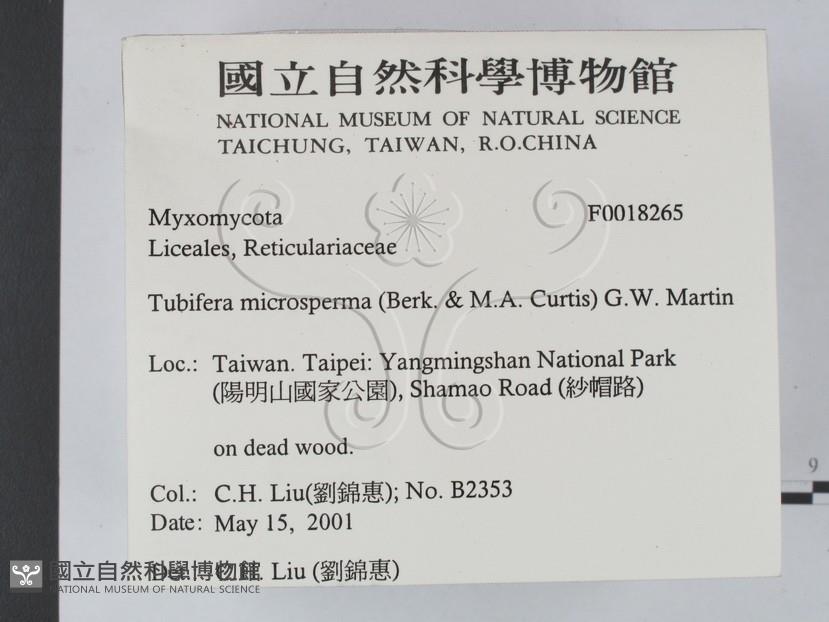 國立自然科學博物館
NATIONAL MUSEUM OF NATURAL SCIENCE
TAICHUNG, TAIWAN, R.O.CHINA
Myxomycota F0018265
Liceales, Reticulariaceae
Tubifera microsperma (Berk. & M.A. Curtis) G.W. Martin
Loc.: Taiwan. Taipei: Yangmingshan National Park
(陽明山國家公園), Shamao Road (紗帽路)
on dead wood.
Col.: C.H. Liu(劉錦惠); No. B2353
Date: May 15, 2001
Liu (劉錦惠)
國立自然科學博物館
NATIONAL MUSEUM OF NATURAL SCIENCE
9